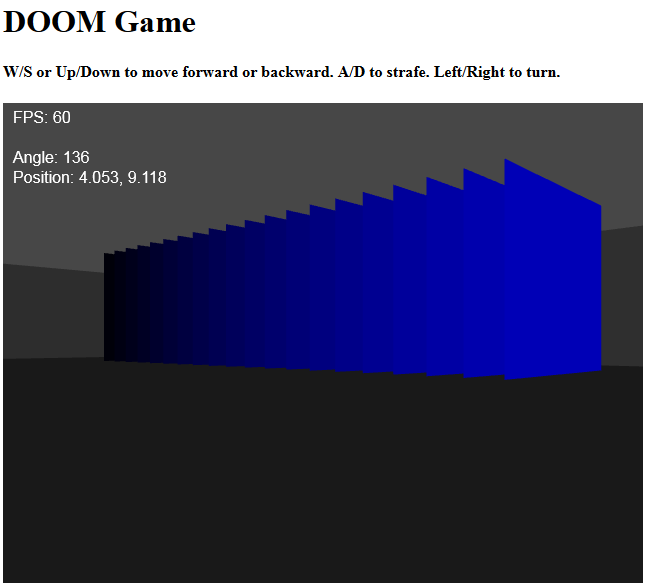 DOOM Game
W/S or Up/Down to move forward or backward. A/D to strafe. Left/Right to turn.
FPS: 60
Angle: 136
Position: 4.053, 9.118